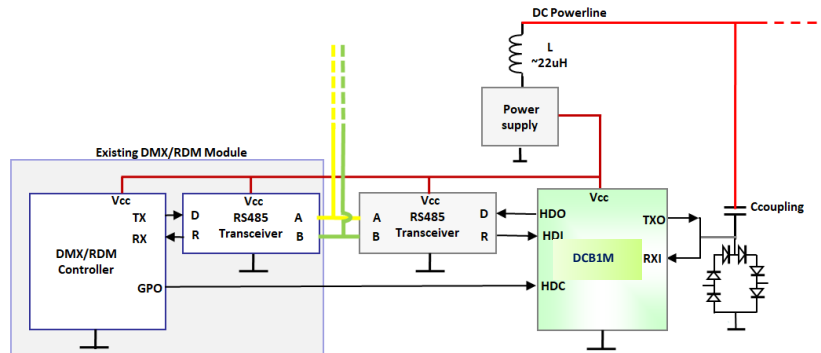 DC Powerline
L
~22uH
Power
supply
Existing DMX/RDM Module
Vcc
Vcc
Vcc
Vcc
TX
D
A
A
D
HDO
TXO
Ccoupling
RS485
Transceiver
RS485
Transceiver
RX
R
B
B
R
HDI
DMX/RDM
Controller
DCB1M
RXI
GPO
HDC